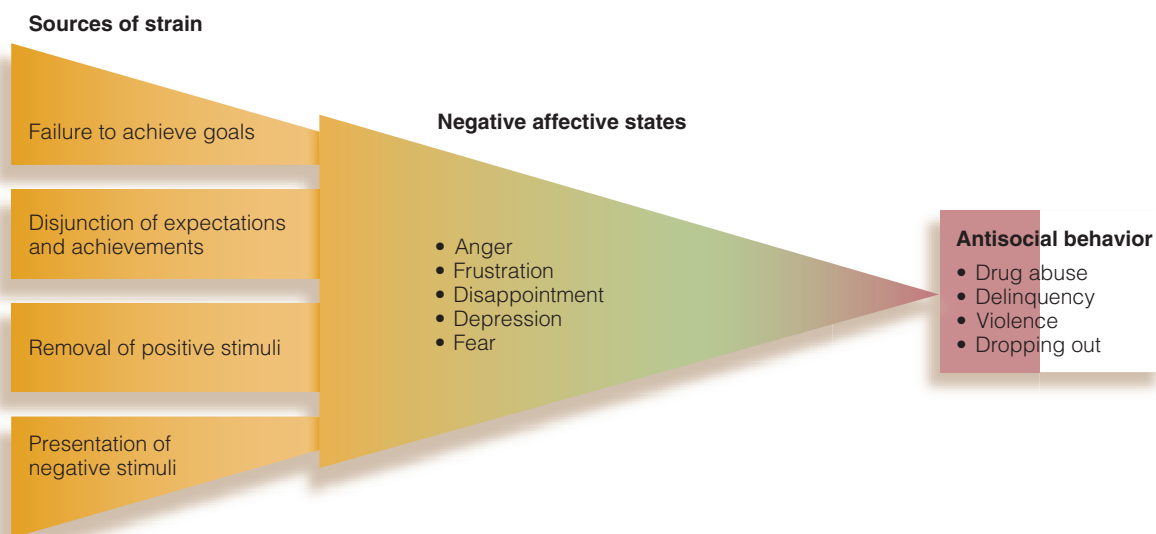 Sources of strain
Failure to achieve goals
Disjunction of expectations
and achievements
Removal of positive stimuli
Presentation of
negative stimuli
Negative affective states
• Anger
• Frustration
• Disappointment
• Depression
• Fear
Antisocial behavior
• Drug abuse
• Delinquency
• Violence
• Dropping out